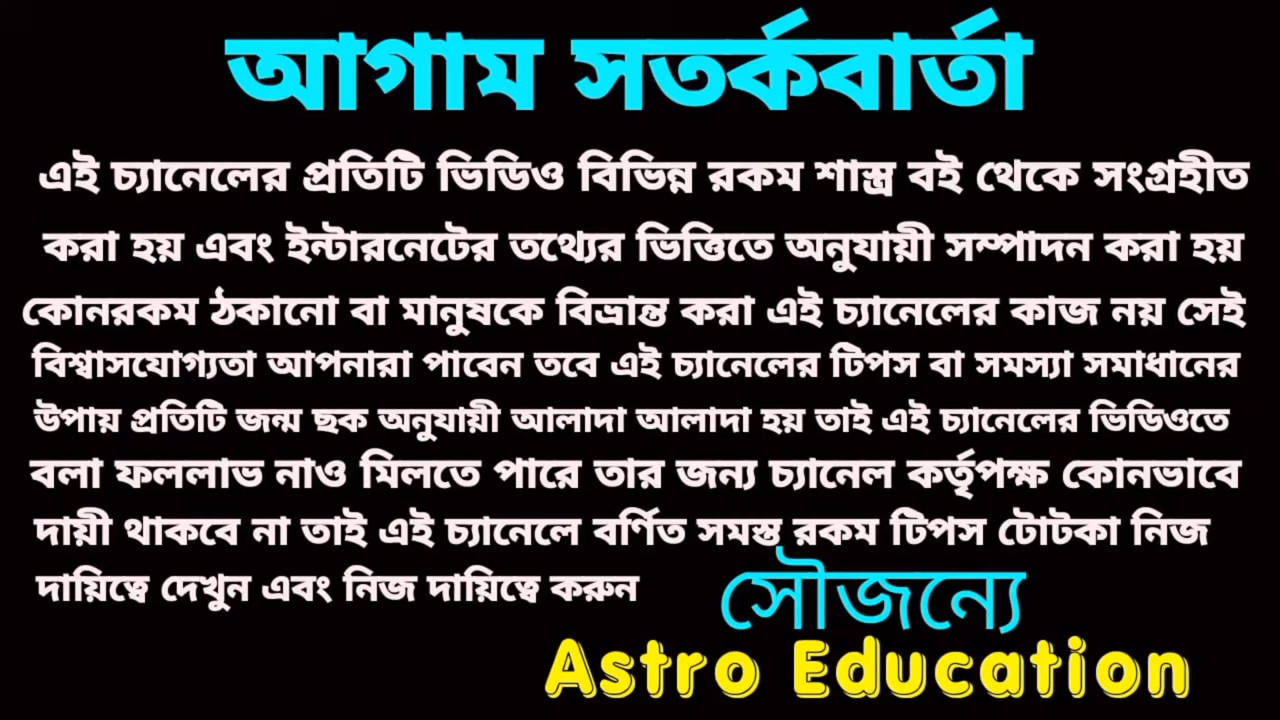 আগাম সতর্কবার্তা
এই চ্যানেলের প্রতিটি ভিডিও বিভিন্ন রকম শাস্ত্র বই থেকে সংগ্রহীত
করা হয় এবং ইন্টারনেটের তথ্যের ভিত্তিতে অনুযায়ী সম্পাদন করা হয়
কোনরকম ঠকানো বা মানুষকে বিভ্রান্ত করা এই চ্যানেলের কাজ নয় সেই
বিশ্বাসযোগ্যতা আপনারা পাবেন তবে এই চ্যানেলের টিপস বা সমস্যা সমাধানের
উপায় প্রতিটি জন্ম ছক অনুযায়ী আলাদা আলাদা হয় তাই এই চ্যানেলের ভিডিওতে
বলা ফললাভ নাও মিলতে পারে তার জন্য চ্যানেল কর্তৃপক্ষ কোনভাবে
দায়ী থাকবে না তাই এই চ্যানেলে বর্ণিত সমস্ত রকম টিপস টোটকা নিজ
দায়িত্বে দেখুন এবং নিজ দায়িত্বে করুন
সৌজন্যে
Astro Education